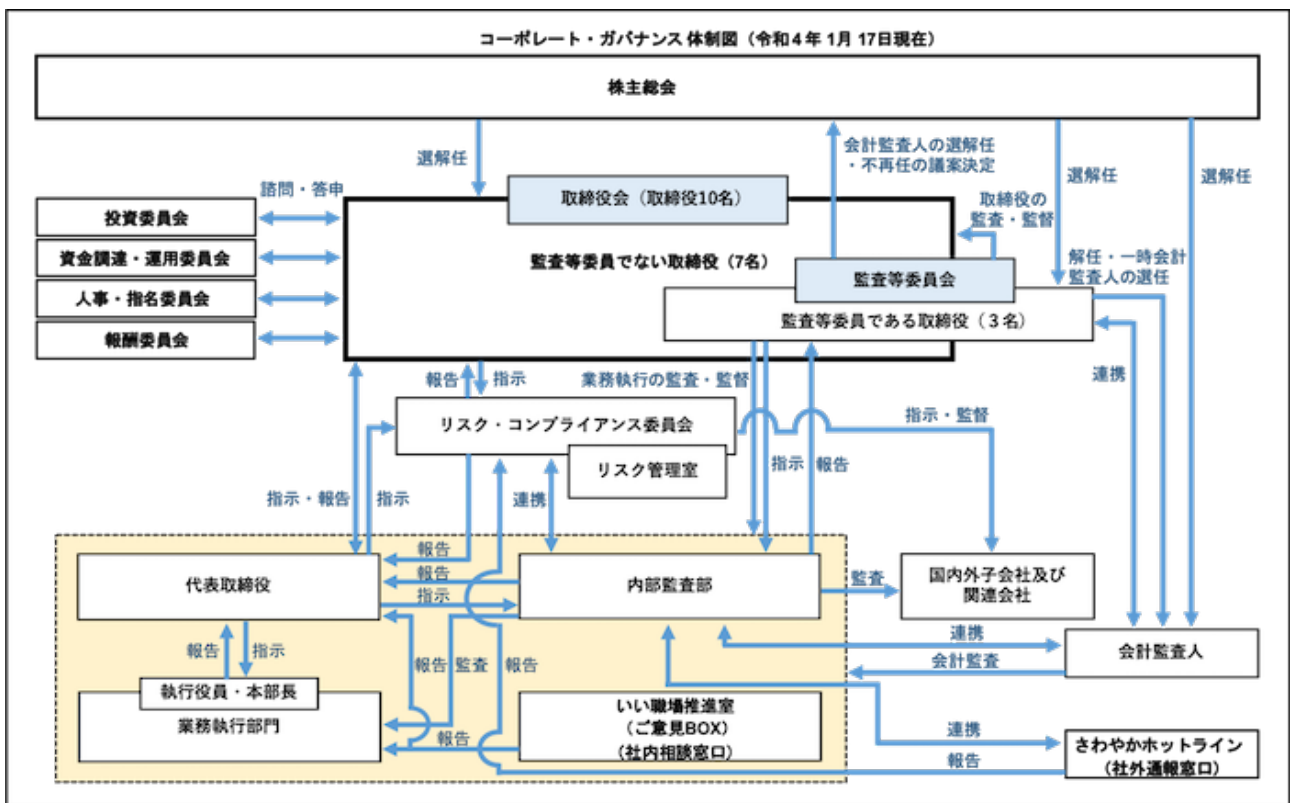 コーポレート・ガバナンス 体制図（令和４年 1月 17日現在）
株主総会
選解任
会計監査人の選解任
・不再任の議案決定
選解任
選解任
諮問・答申
取締役会（取締役10名）
取締役の
監査・監督
投資委員会
資金調達・運用委員会
人事・指名委員会
報酬委員会
監査等委員でない取締役（7名）
解任・一時会計
監査人の選任
監査等委員会
監査等委員である取締役（３名）
報告
指示
業務執行の監査・監督
連携
リスク・コンプライアンス委員会
指示・監督
リスク管理室
指示
報告
指示・報告
指示
連携
報告
報告
指示
代表取締役
内部監査部
監査
国内外子会社及び
関連会社
報告
指示
報告
監査
報告
連携
会計監査
会計監査人
執行役員・本部長
業務執行部門
報告
いい職場推進室
（ご意見BOX）
（社内相談窓口）
連携
報告
さわやかホットライン
（社外通報窓口）